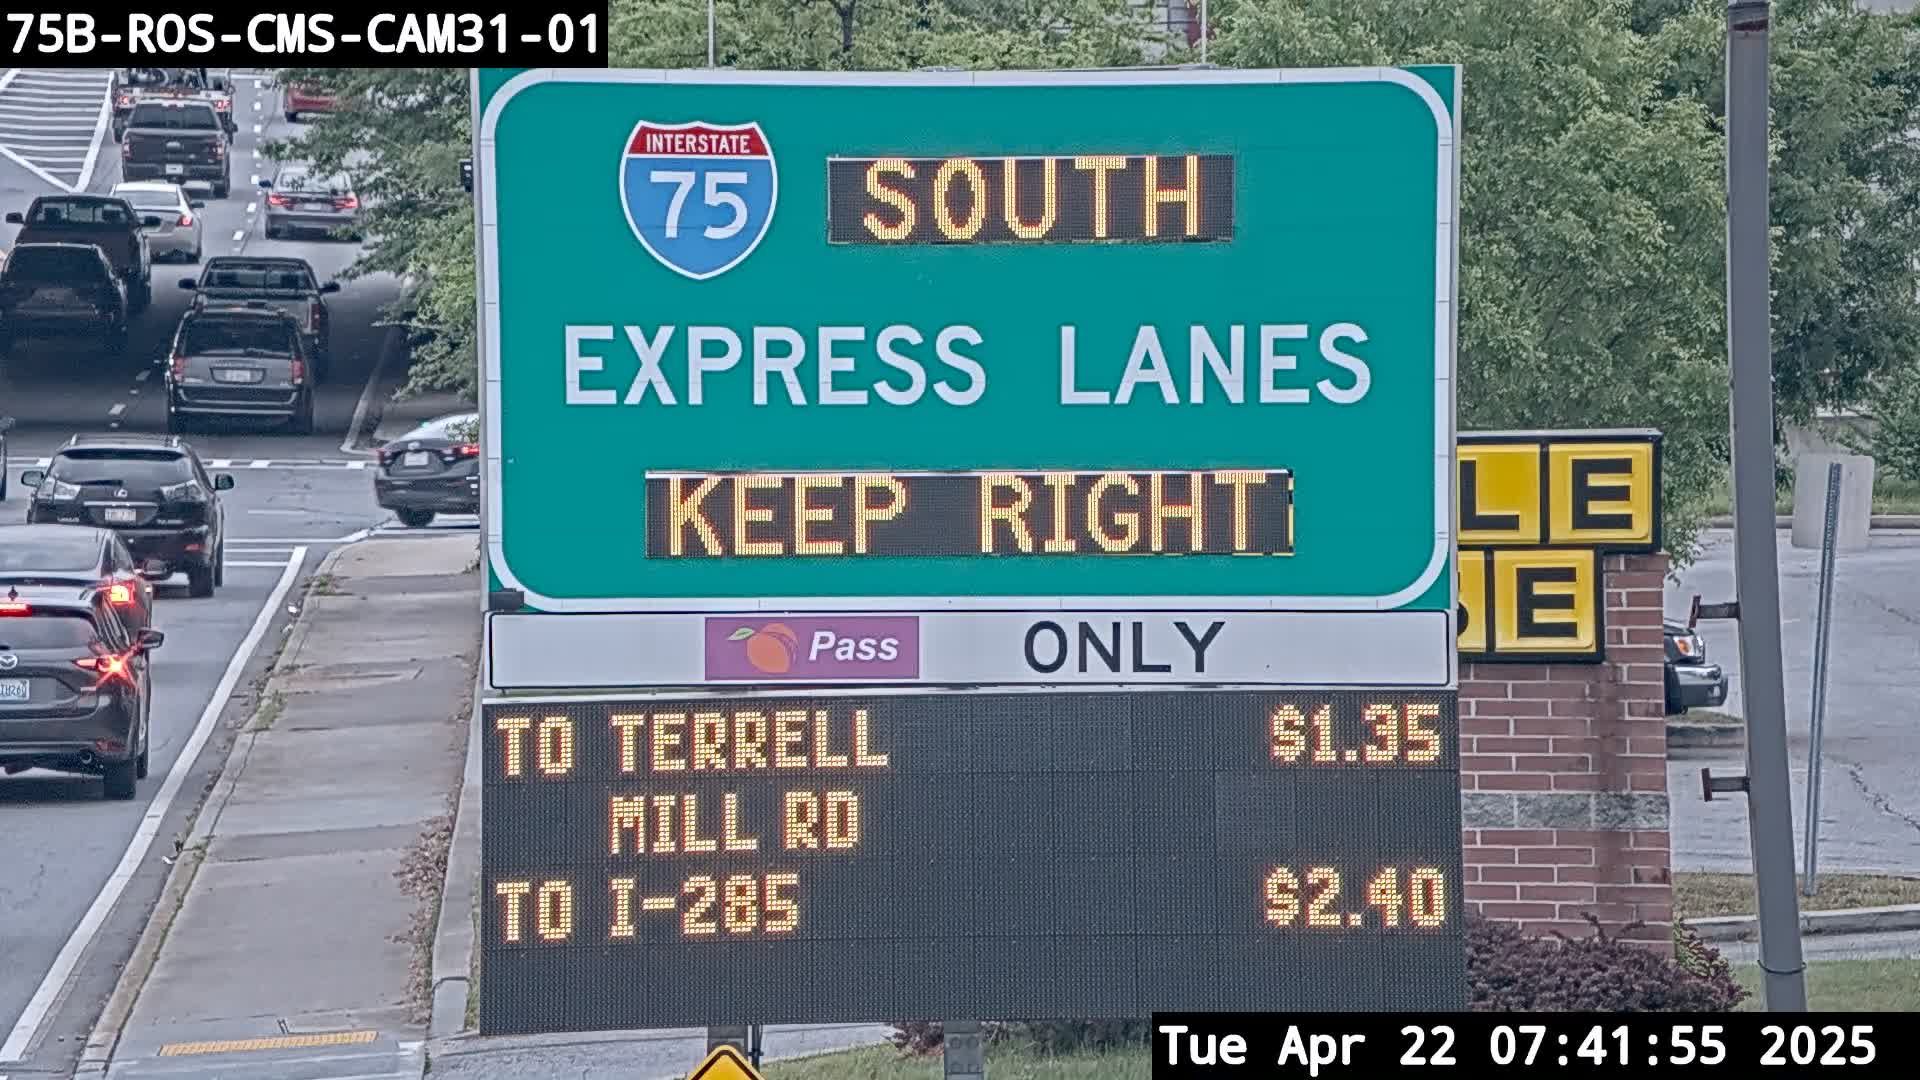 75B-ROS-CMS-CAM31-01
INTERSTATE
75
SOUTH
EXPRESS LANES
KEEP RIGHT
LE
E
Pass ONLY
TO TERRELL $1.35
MILL RD
TO I-285 $2.40
Tue Apr 22 07:41:55 2025